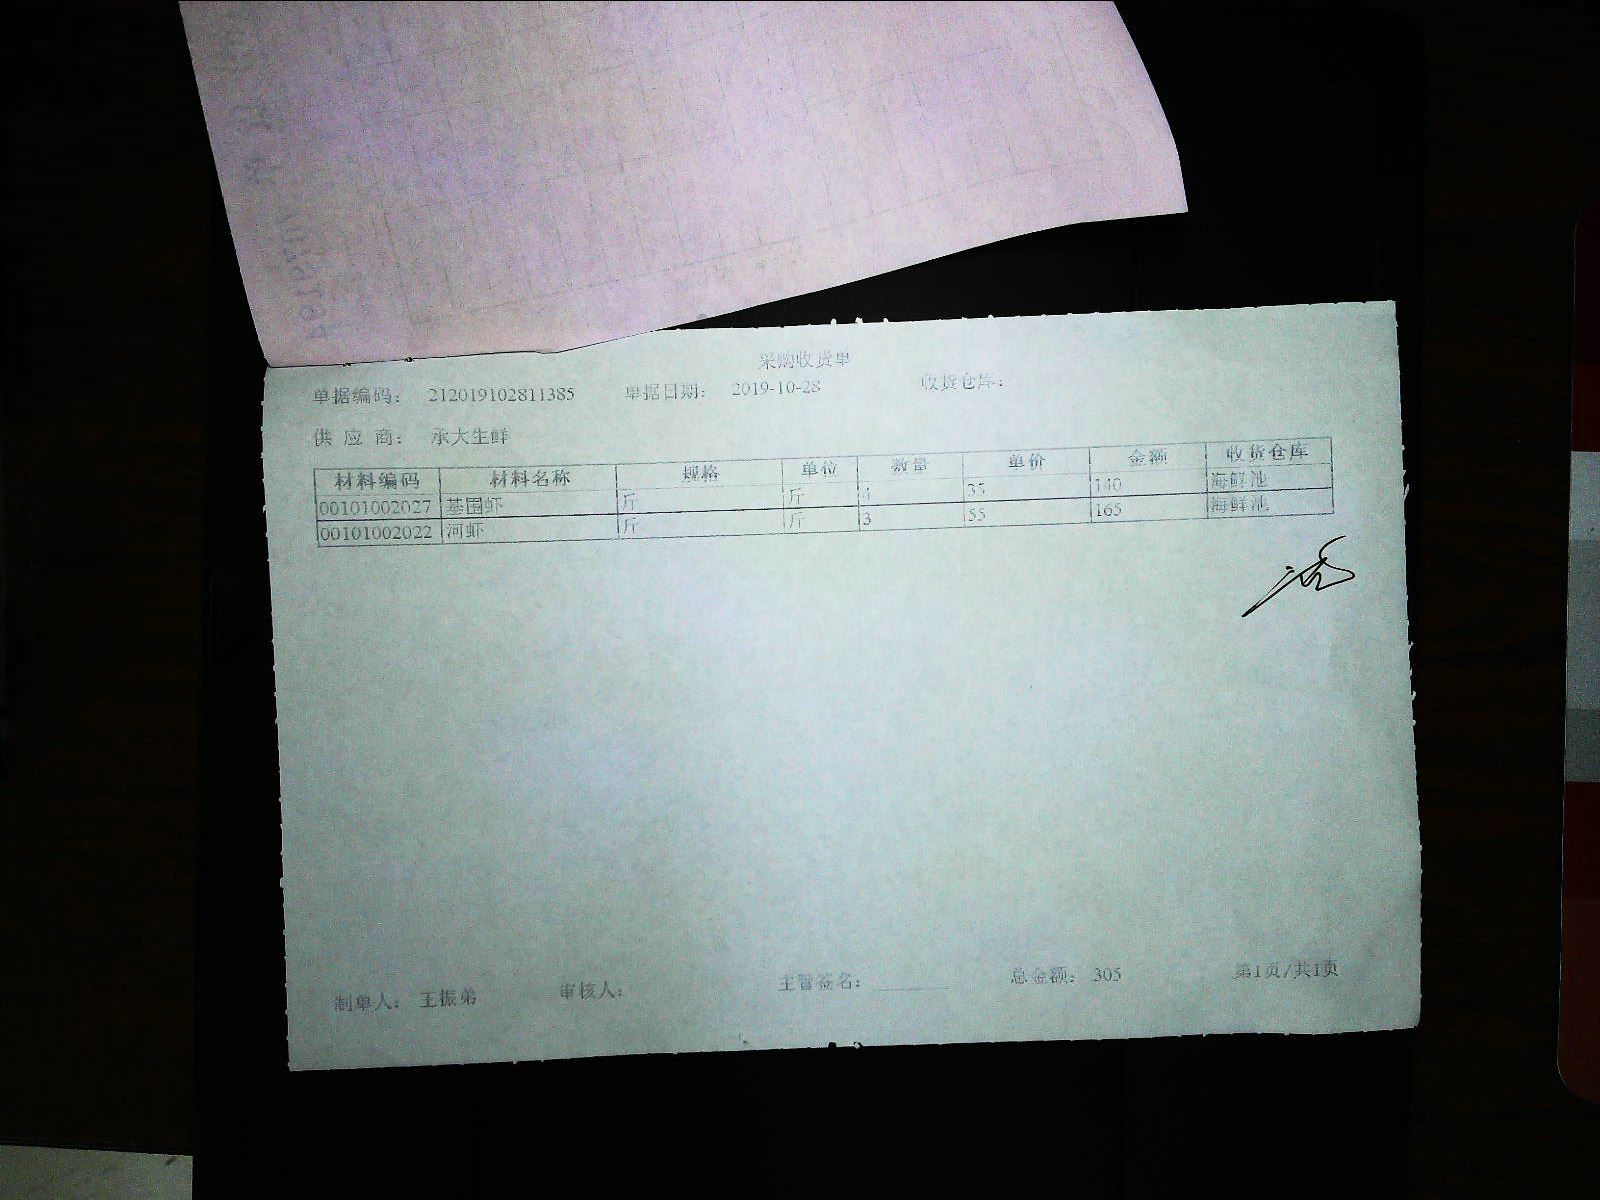 采购收货单
单据编码： 212019102811385 单据日期： 2019-10-28 收货仓库：
供 应 商： 承大生鲜
材料编码 材料名称 规格 单位 数量 单价 金额 收货仓库
00101002027 基围虾 斤 斤 4 35 140 海鲜池
00101002022 河虾 斤 斤 3 55 165 海鲜池
制单人： 王振弟 审核人： 主管签名： 总金额： 305 第1页/共1页